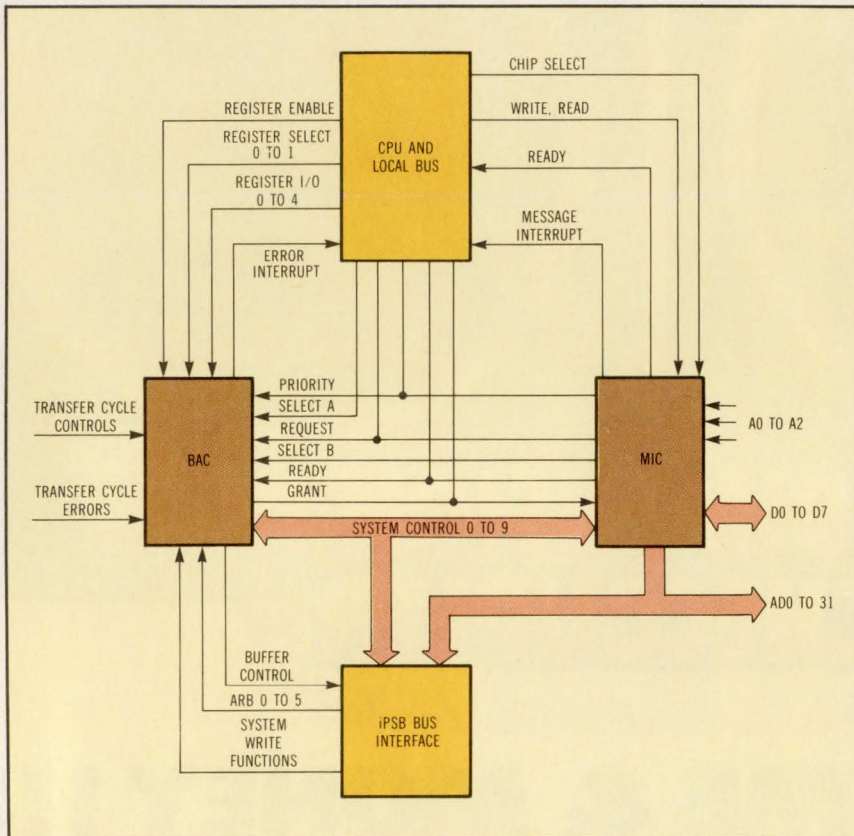 CHIP SELECT
REGISTER ENABLE
WRITE, READ
REGISTER SELECT
0 TO 1
CPU AND
LOCAL BUS
READY
REGISTER I/O
0 TO 4
MESSAGE
INTERRUPT
ERROR
INTERRUPT
PRIORITY
TRANSFER CYCLE
CONTROLS
SELECT A
A0 TO A2
REQUEST
BAC
SELECT B
MIC
READY
TRANSFER CYCLE
ERRORS
GRANT
D0 TO D7
SYSTEM CONTROL 0 TO 9
AD0 TO 31
BUFFER
CONTROL
ARB 0 TO 5
iPSB BUS
INTERFACE
SYSTEM
WRITE
FUNCTIONS